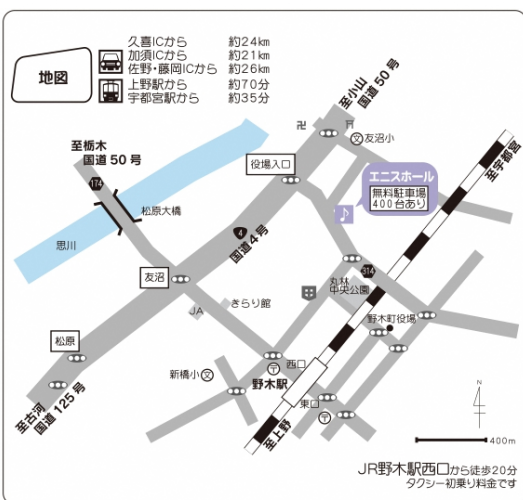 地図
久喜ICから 約24km
加須ICから 約21km
佐野・藤岡ICから 約26km
上野駅から 約70分
宇都宮駅から 約35分
至小山
国道50号
卍
文 友沼小
至栃木
国道50号
役場入口
至宇都宮
エニスホール
無料駐車場
400台あり
174
松原大橋
思川
4
国道4号
314
丸林
中央公園
友沼
JA
きらり館
野木町役場
松原
西口
新橋小 文
野木駅
東口
至古河
国道125号
至上野
N
400m
JR野木駅西口から徒歩20分
タクシー初乗り料金です